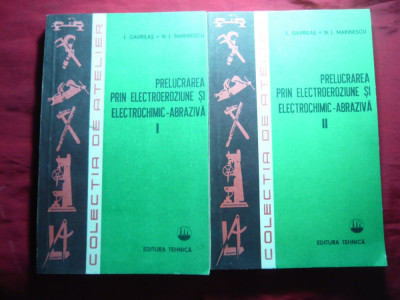 I. GAVRILAȘ • N. I. MARINESCU
PRELUCRAREA
PRIN ELECTROEROZIUNE ȘI
ELECTROCHIMIC-ABRAZIVĂ
I
EDITURA TEHNICĂ
COLECȚIA DE ATELIER
I. GAVRILAȘ • N. I. MARINESCU
PRELUCRAREA
PRIN ELECTROEROZIUNE ȘI
ELECTROCHIMIC-ABRAZIVĂ
II
EDITURA TEHNICĂ
COLECȚIA DE ATE